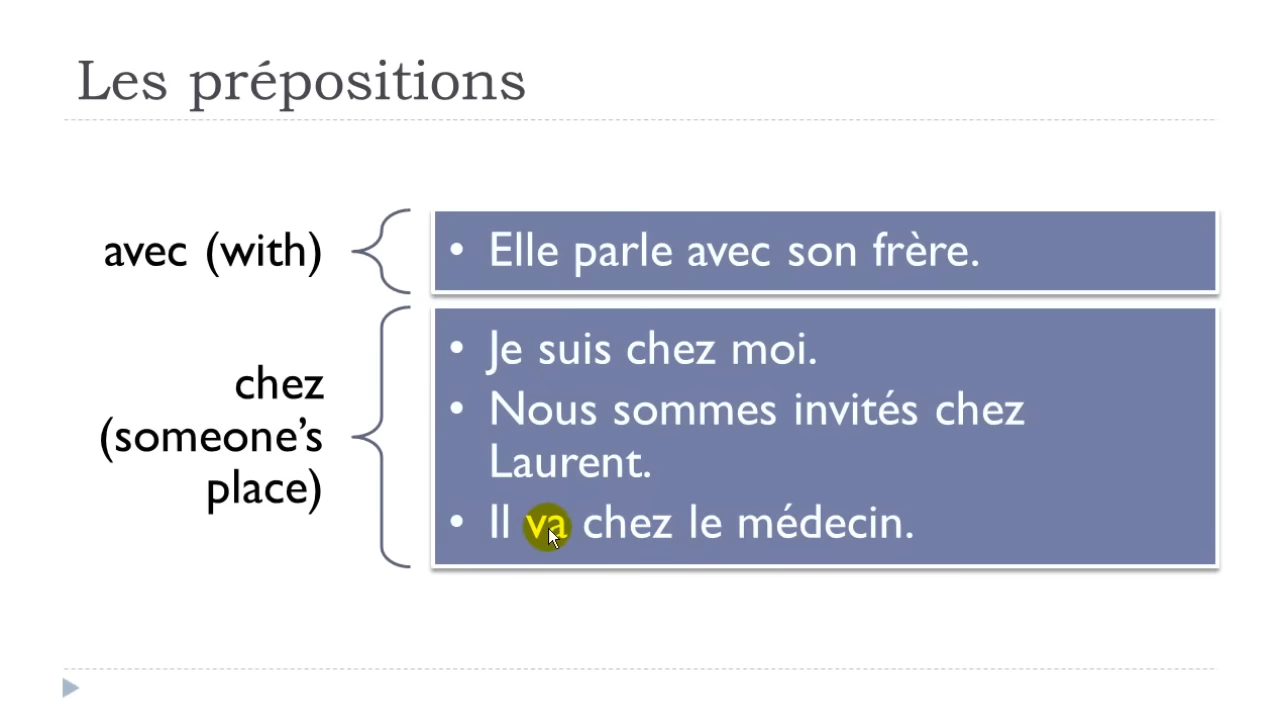 Les prépositions
avec (with)
• Elle parle avec son frère.
chez
(someone’s
place)
• Je suis chez moi.
• Nous sommes invités chez
Laurent.
• Il va chez le médecin.